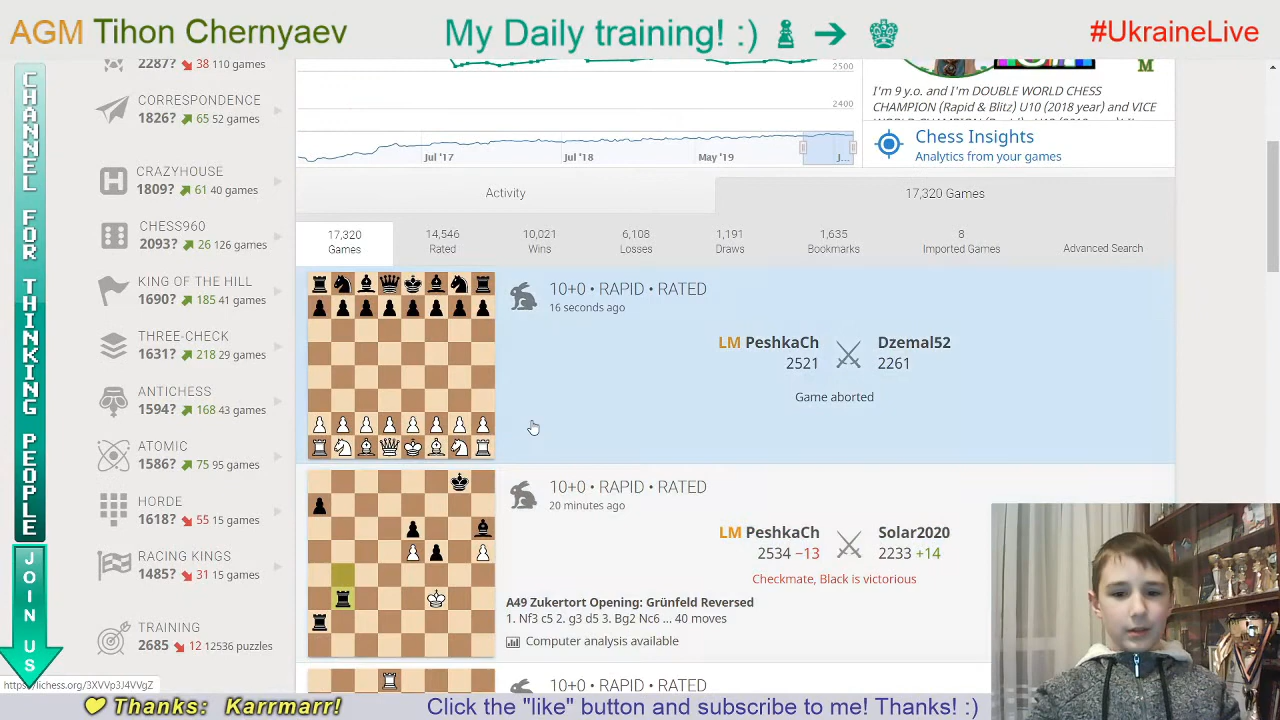 AGM Tihon Chernyaev
My Daily training! :)
#UkraineLive
CHANNEL FOR THINKING PEOPLE
JOIN US
2287? 38 110 games
CORRESPONDENCE
1826? 65 52 games
CRAZYHOUSE
1809? 61 40 games
CHESS960
2093? 26 126 games
KING OF THE HILL
1690? 185 41 games
THREE-CHECK
1631? 218 29 games
ANTICHESS
1594? 168 43 games
ATOMIC
1586? 75 95 games
HORDE
1618? 55 15 games
RACING KINGS
1485? 31 15 games
TRAINING
2685 12 12536 puzzles
https://lichess.org/3XVVp3J4VVgZ
2500
2400
Jul '17
Jul '18
May '19
J...
M
I'm 9 y.o. and I'm DOUBLE WORLD CHESS
CHAMPION (Rapid & Blitz) U10 (2018 year) and VICE
Chess Insights
Analytics from your games
Activity
17,320 Games
17,320 Games
14,546 Rated
10,021 Wins
6,108 Losses
1,191 Draws
1,635 Bookmarks
8 Imported Games
Advanced Search
10+0 • RAPID • RATED
16 seconds ago
LM PeshkaCh
2521
Dzemal52
2261
Game aborted
10+0 • RAPID • RATED
20 minutes ago
LM PeshkaCh
2534 −13
Solar2020
2233 +14
Checkmate, Black is victorious
A49 Zukertort Opening: Grünfeld Reversed
1. Nf3 c5 2. g3 d5 3. Bg2 Nc6 ... 40 moves
Computer analysis available
10+0 • RAPID • RATED
Thanks: Karrmarr!
Click the "like" button and subscribe to me! Thanks! :)